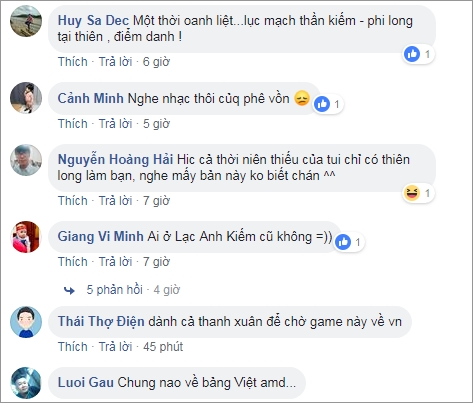 Huy Sa Dec Một thời oanh liệt...lục mạch thần kiếm - phi long
tại thiên , điểm danh !
1
Thích · Trả lời · 6 giờ
Cảnh Minh Nghe nhạc thôi củq phê vồn
1
Thích · Trả lời · 5 giờ
Nguyễn Hoàng Hải Hịc cả thời niên thiếu của tui chỉ có thiên
long làm bạn, nghe mấy bản này ko biết chán ^^
1
Thích · Trả lời · 7 giờ
Giang Vi Minh Ai ở Lạc Anh Kiếm cũ không =))
1
Thích · Trả lời · 7 giờ
5 phản hồi · 4 giờ
Thái Thợ Điện dành cả thanh xuân để chờ game này về vn
Thích · Trả lời · 45 phút
Luoi Gau Chung nao về bảng Việt amd...